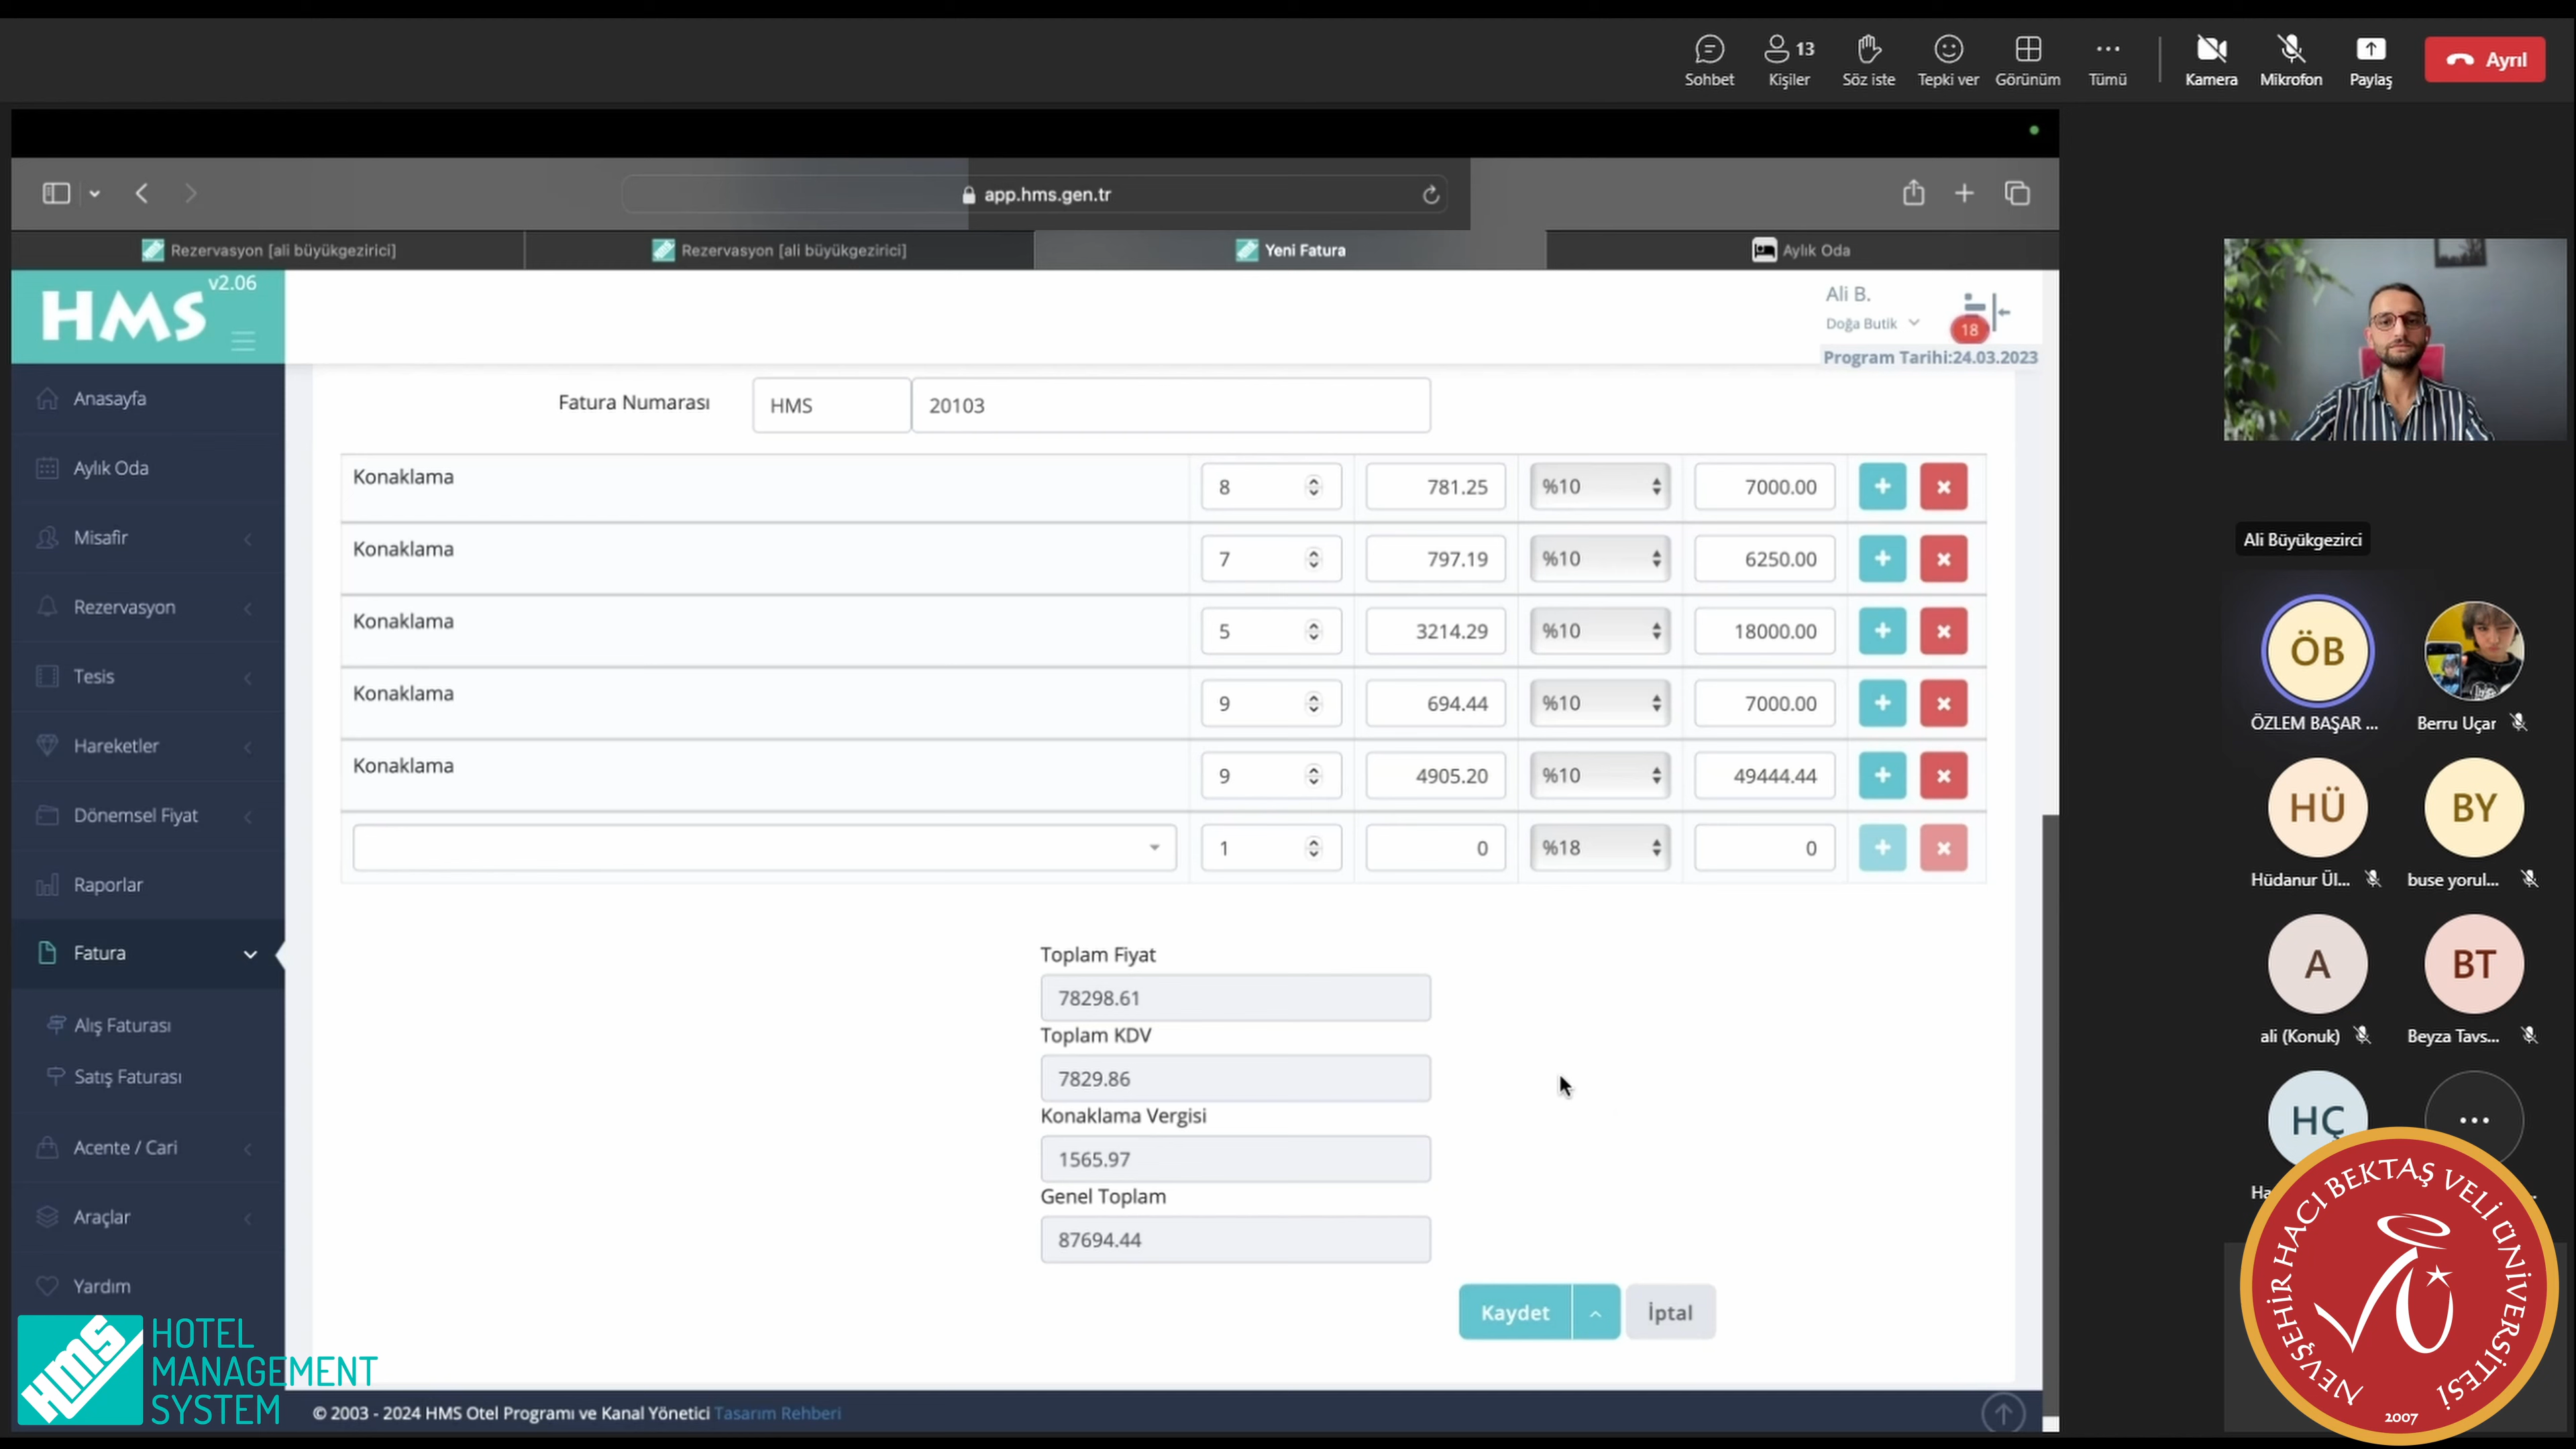 Sohbet
13
Kişiler
Söz iste
Tepki ver
Görünüm
Tümü
Kamera
Mikrofon
Paylaş
Ayrıl
app.hms.gen.tr
Rezervasyon [ali büyükgezirici]
Rezervasyon [ali büyükgezirici]
Yeni Fatura
Aylık Oda
HMS v2.06
Ali B.
Doğa Butik
18
Program Tarihi:24.03.2023
Anasayfa
Aylık Oda
Misafir
Rezervasyon
Tesis
Hareketler
Dönemsel Fiyat
Raporlar
Fatura
Alış Faturası
Satış Faturası
Acente / Cari
Araçlar
Yardım
Fatura Numarası HMS 20103
Konaklama 8 781.25 %10 7000.00
Konaklama 7 797.19 %10 6250.00
Konaklama 5 3214.29 %10 18000.00
Konaklama 9 694.44 %10 7000.00
Konaklama 9 4905.20 %10 49444.44
1 0 %18 0
Toplam Fiyat
78298.61
Toplam KDV
7829.86
Konaklama Vergisi
1565.97
Genel Toplam
87694.44
Kaydet
İptal
© 2003 - 2024 HMS Otel Programı ve Kanal Yönetici Tasarım Rehberi
HMS
HOTEL
MANAGEMENT
SYSTEM
Ali Büyükgezirci
ÖB
ÖZLEM BAŞAR ...
Berru Uçar
HÜ
Hüdanur Ül...
BY
buse yorul...
A
ali (Konuk)
BT
Beyza Tavs...
HÇ
...
Ha
NEVŞEHİR HACI BEKTAŞ VELİ ÜNİVERSİTESİ
2007